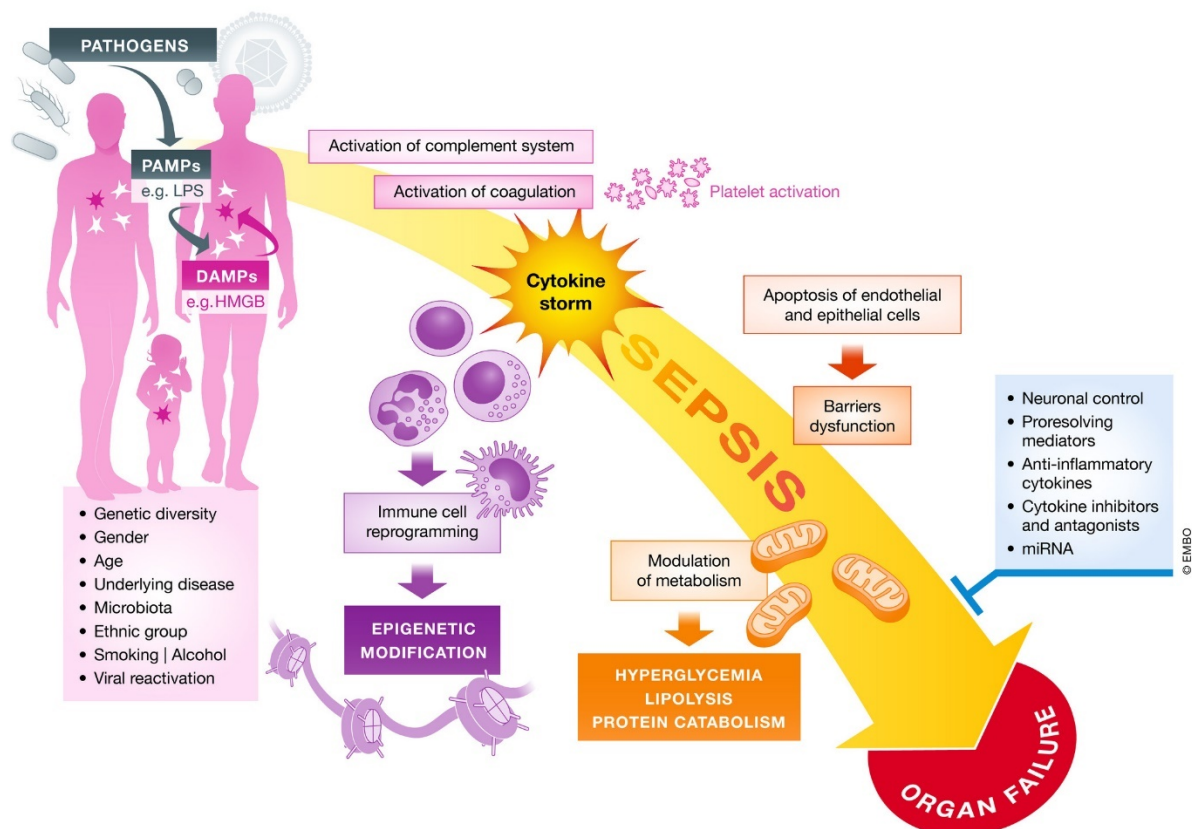 PATHOGENS
PAMPs
e.g. LPS
DAMPs
e.g. HMGB
Activation of complement system
Activation of coagulation
Platelet activation
Cytokine
storm
SEPSIS
Apoptosis of endothelial
and epithelial cells
Barriers
dysfunction
• Neuronal control
• Proresolving
mediators
• Anti-inflammatory
cytokines
• Cytokine inhibitors
and antagonists
• miRNA
• Genetic diversity
• Gender
• Age
• Underlying disease
• Microbiota
• Ethnic group
• Smoking | Alcohol
• Viral reactivation
Immune cell
reprogramming
EPIGENETIC
MODIFICATION
Modulation
of metabolism
HYPERGLYCEMIA
LIPOLYSIS
PROTEIN CATABOLISM
ORGAN FAILURE
© EMBO